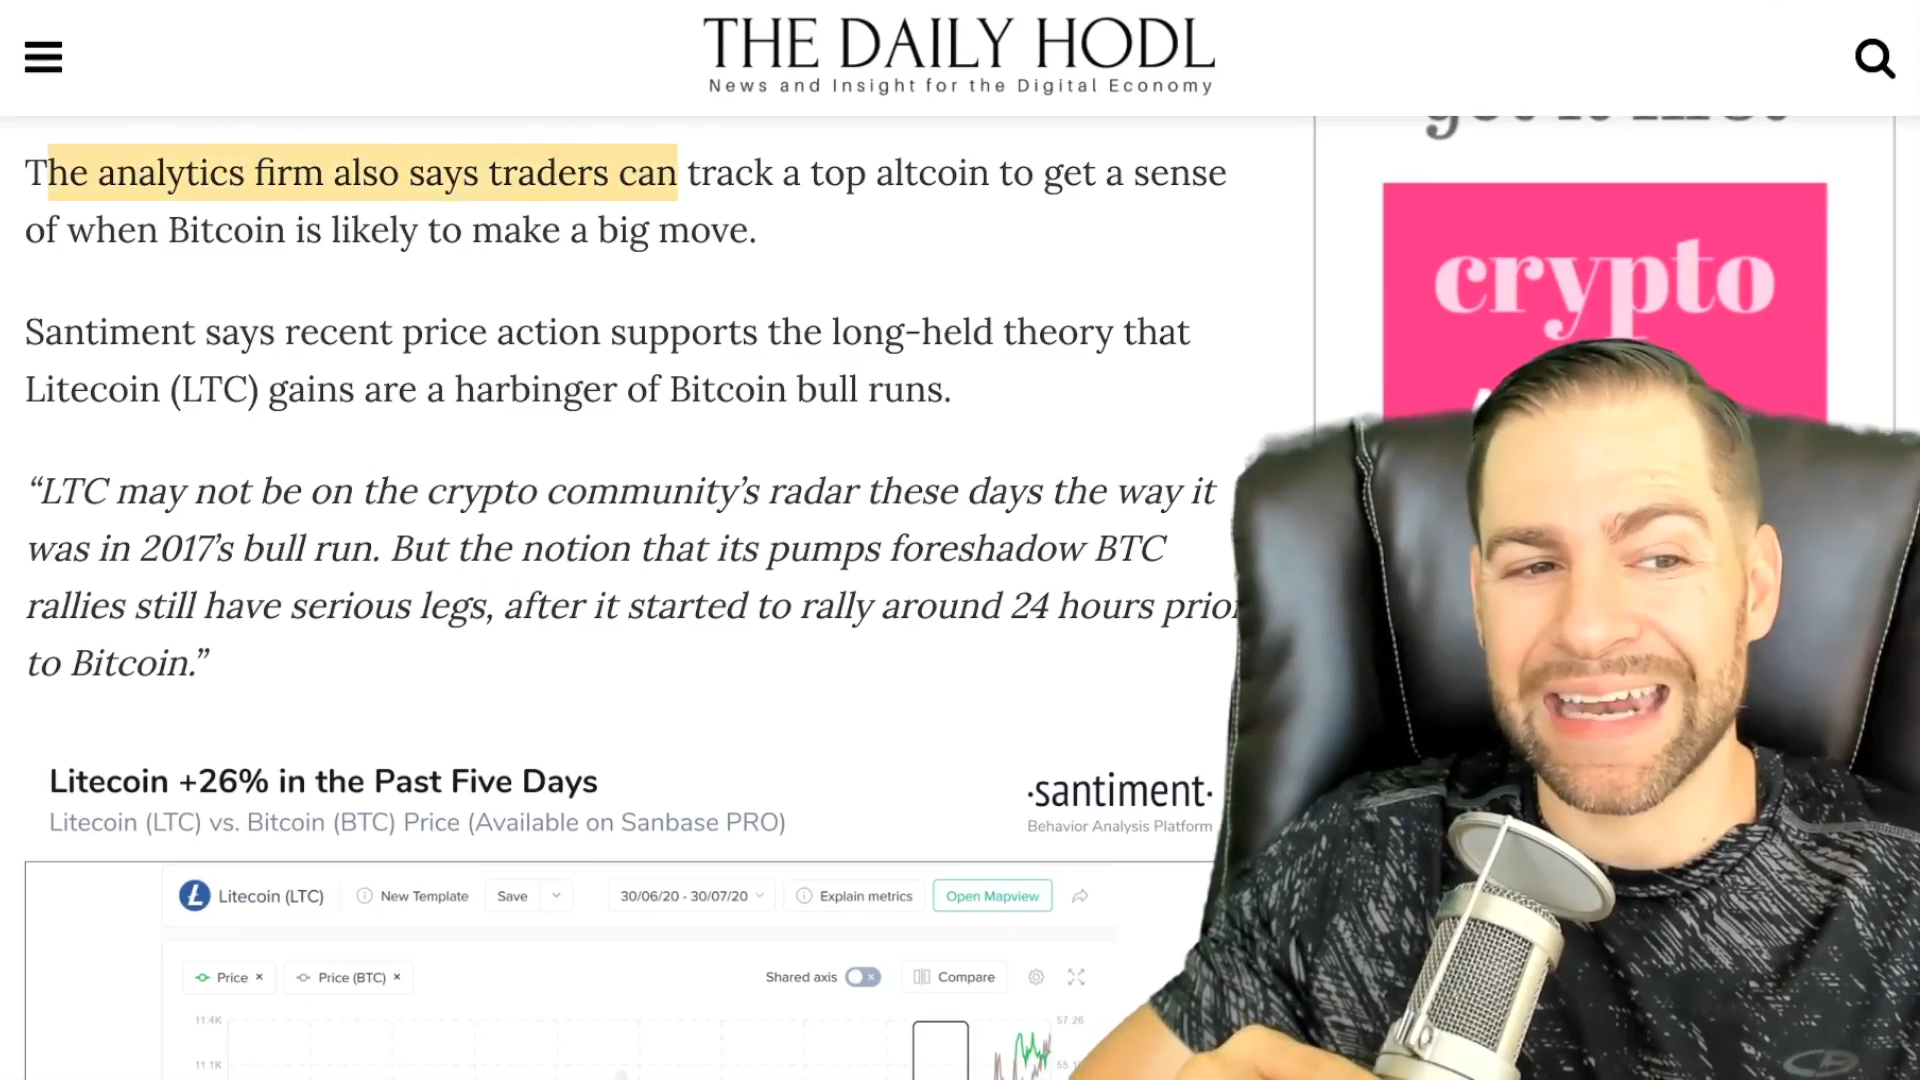 THE DAILY HODL
News and Insight for the Digital Economy
The analytics firm also says traders can track a top altcoin to get a sense
of when Bitcoin is likely to make a big move.
Santiment says recent price action supports the long-held theory that
Litecoin (LTC) gains are a harbinger of Bitcoin bull runs.
“LTC may not be on the crypto community’s radar these days the way it
was in 2017’s bull run. But the notion that its pumps foreshadow BTC
rallies still have serious legs, after it started to rally around 24 hours prior
to Bitcoin.”
crypto
Litecoin +26% in the Past Five Days
Litecoin (LTC) vs. Bitcoin (BTC) Price (Available on Sanbase PRO)
·santiment·
Behavior Analysis Platform
Litecoin (LTC) New Template Save 30/06/20 - 30/07/20 Explain metrics Open Mapview
Price × Price (BTC) × Shared axis Compare
11.4K 57.26
11.1K